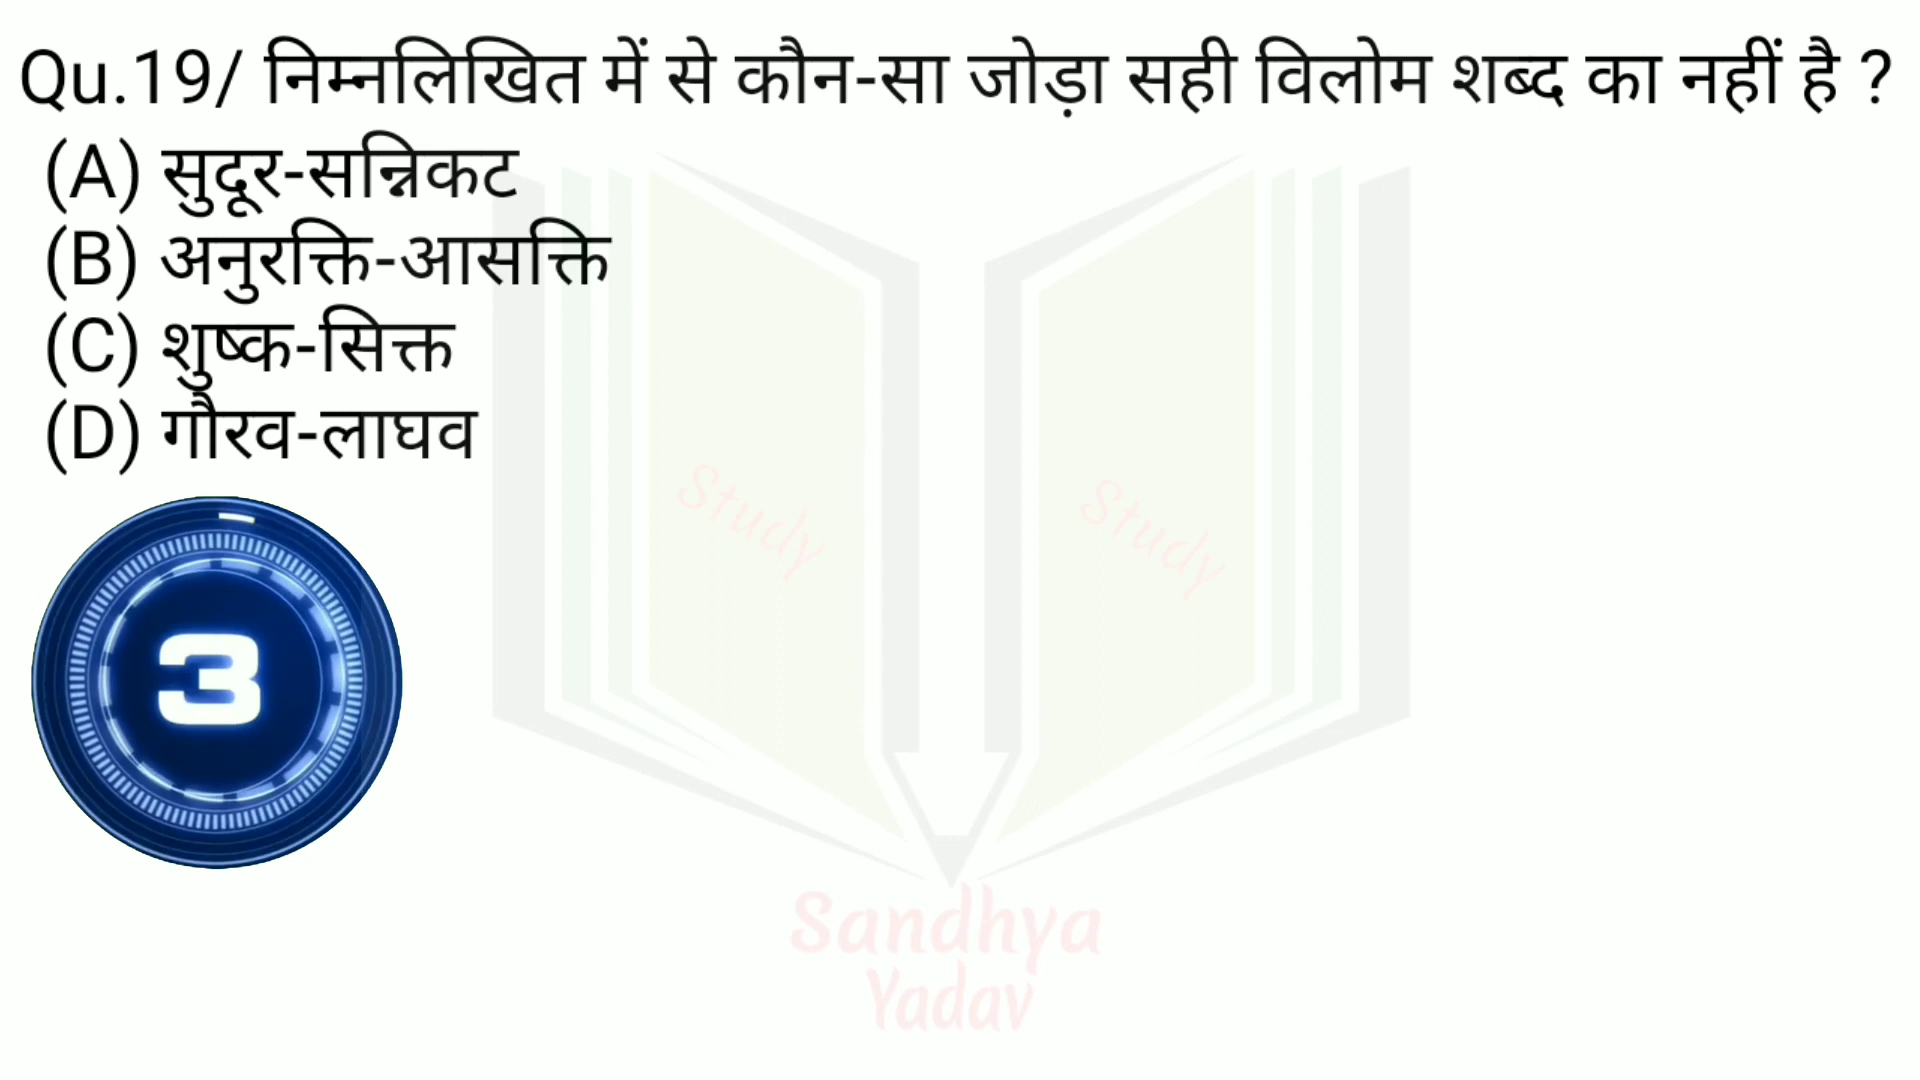 Qu.19/ निम्नलिखित में से कौन-सा जोड़ा सही विलोम शब्द का नहीं है ?
(A) सुदूर-सन्निकट
(B) अनुरक्ति-आसक्ति
(C) शुष्क-सिक्त
(D) गौरव-लाघव
Study Study
3
Sandhya
Yadav